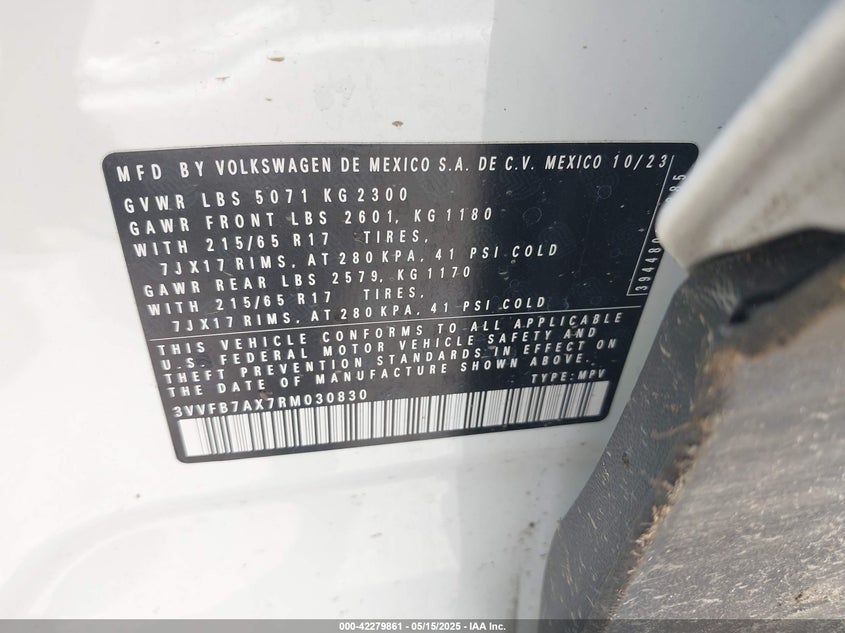 MFD BY VOLKSWAGEN DE MEXICO S.A. DE C.V. MEXICO 10/23
GVWR LBS 5071 KG 2300
GAWR FRONT LBS 2601, KG 1180
WITH 215/65 R17 TIRES,
7JX17 RIMS, AT 280 KPA, 41 PSI COLD
GAWR REAR LBS 2579, KG 1170
WITH 215/65 R17 TIRES,
7JX17 RIMS, AT 280 KPA, 41 PSI COLD
THIS VEHICLE CONFORMS TO ALL APPLICABLE
U.S. FEDERAL MOTOR VEHICLE SAFETY AND
THEFT PREVENTION STANDARDS IN EFFECT ON
THE DATE OF MANUFACTURE SHOWN ABOVE.
3VVFB7AX7RM030830 TYPE: MPV
000-42279861 - 05/15/2025 - IAA Inc.